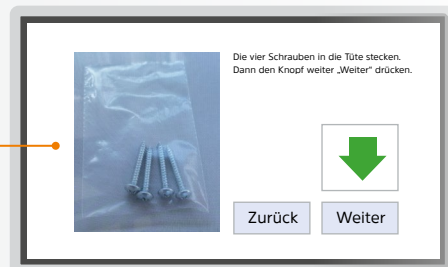 Die vier Schrauben in die Tüte stecken.
Dann den Knopf weiter „Weiter“ drücken.
Zurück
Weiter